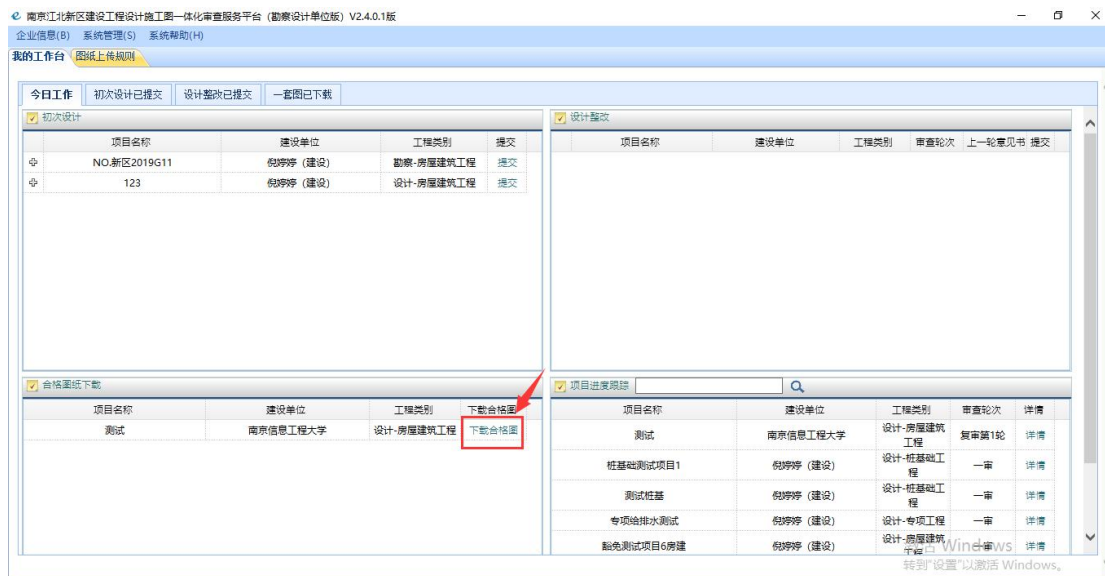 南京江北新区建设工程设计施工图一体化审查服务平台（勘察设计单位版）V2.4.0.1版
企业信息(B) 系统管理(S) 系统帮助(H)
我的工作台 图纸上传规则
今日工作 初次设计已提交 设计整改已提交 一套图已下载
初次设计
项目名称 建设单位 工程类别 提交
NO.新区2019G11 倪婷婷（建设） 勘察-房屋建筑工程 提交
123 倪婷婷（建设） 设计-房屋建筑工程 提交
设计整改
项目名称 建设单位 工程类别 审查轮次 上一轮意见书 提交
合格图纸下载
项目名称 建设单位 工程类别 下载合格图
测试 南京信息工程大学 设计-房屋建筑工程 下载合格图
项目进度跟踪
项目名称 建设单位 工程类别 审查轮次 详情
测试 南京信息工程大学 设计-房屋建筑工程 复审第1轮 详情
桩基础测试项目1 倪婷婷（建设） 设计-桩基础工程 一审 详情
测试桩基 倪婷婷（建设） 设计-桩基础工程 一审 详情
专项给排水测试 倪婷婷（建设） 设计-专项工程 一审 详情
豁免测试项目6房建 倪婷婷（建设） 设计-房屋建筑工程 一审 详情
激活 Windows
转到"设置"以激活 Windows。